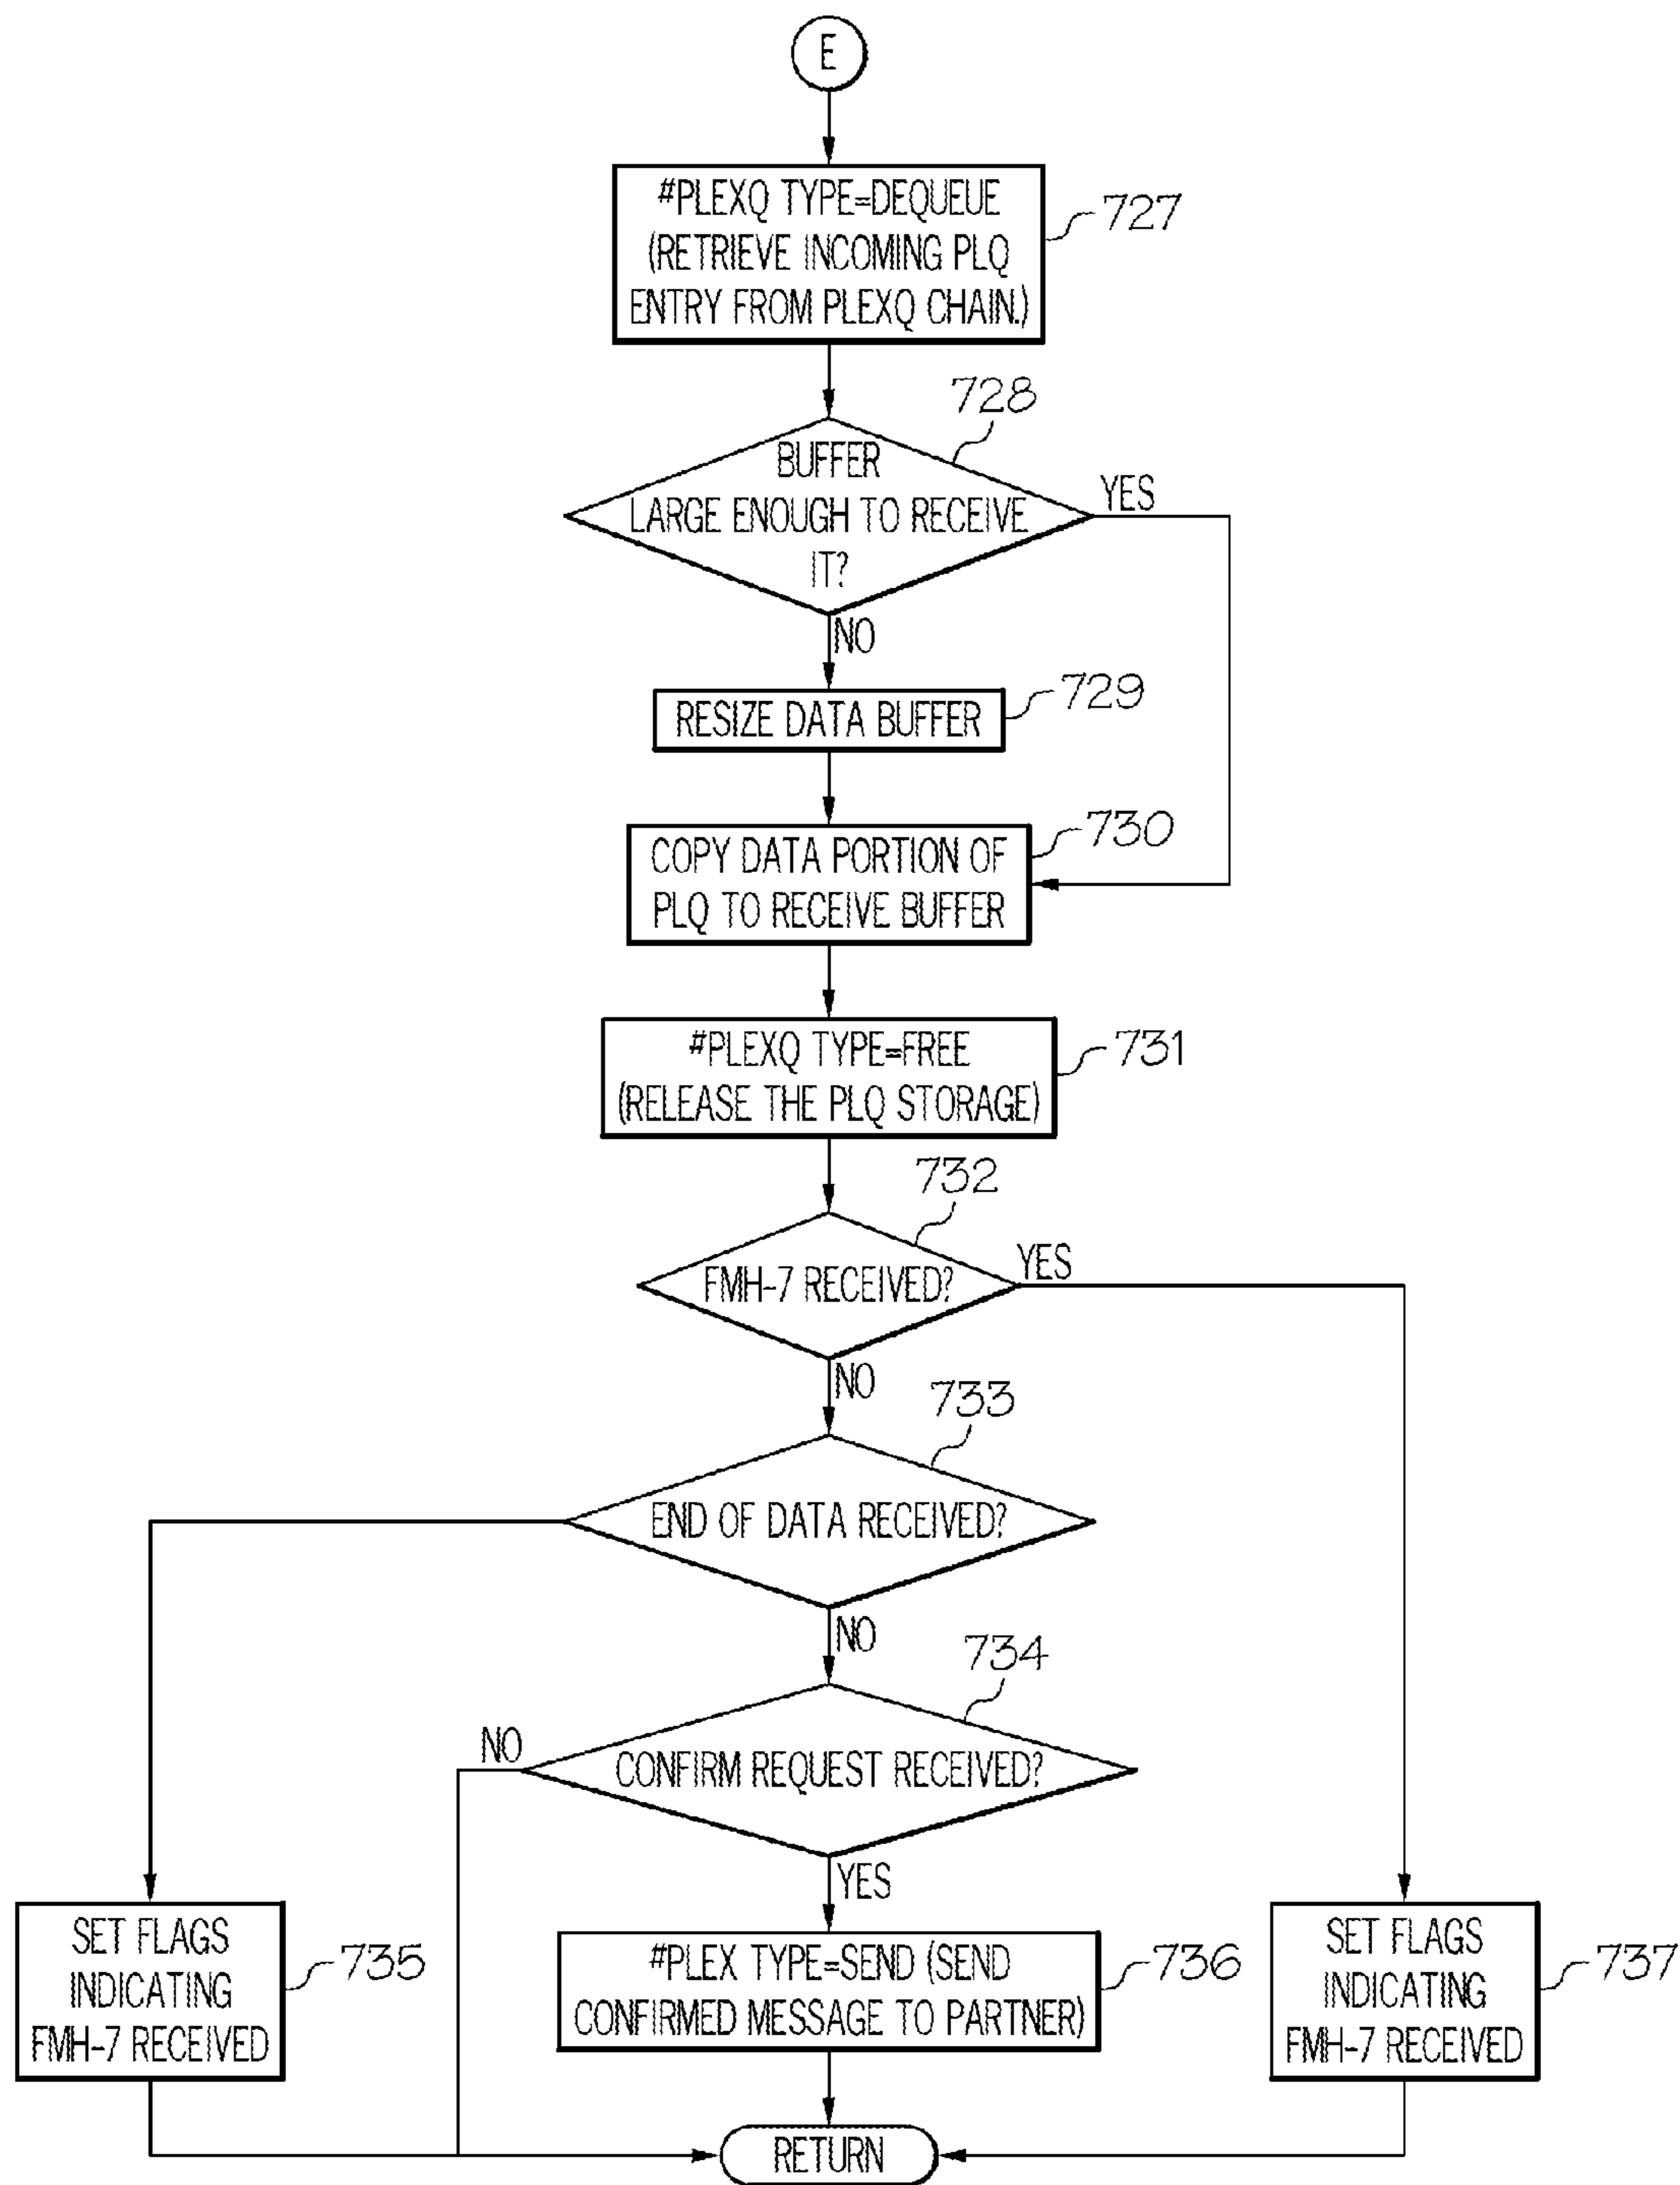 E
#PLEXQ TYPE=DEQUEUE
(RETRIEVE INCOMING PLQ
ENTRY FROM PLEXQ CHAIN.)
727
728
BUFFER
LARGE ENOUGH TO RECEIVE
IT?
YES
NO
RESIZE DATA BUFFER
729
COPY DATA PORTION OF
PLQ TO RECEIVE BUFFER
730
#PLEXQ TYPE=FREE
(RELEASE THE PLQ STORAGE)
731
732
FMH-7 RECEIVED?
YES
NO
733
END OF DATA RECEIVED?
NO
734
NO
CONFIRM REQUEST RECEIVED?
YES
SET FLAGS
INDICATING
FMH-7 RECEIVED
735
#PLEX TYPE=SEND (SEND
CONFIRMED MESSAGE TO PARTNER)
736
SET FLAGS
INDICATING
FMH-7 RECEIVED
737
RETURN